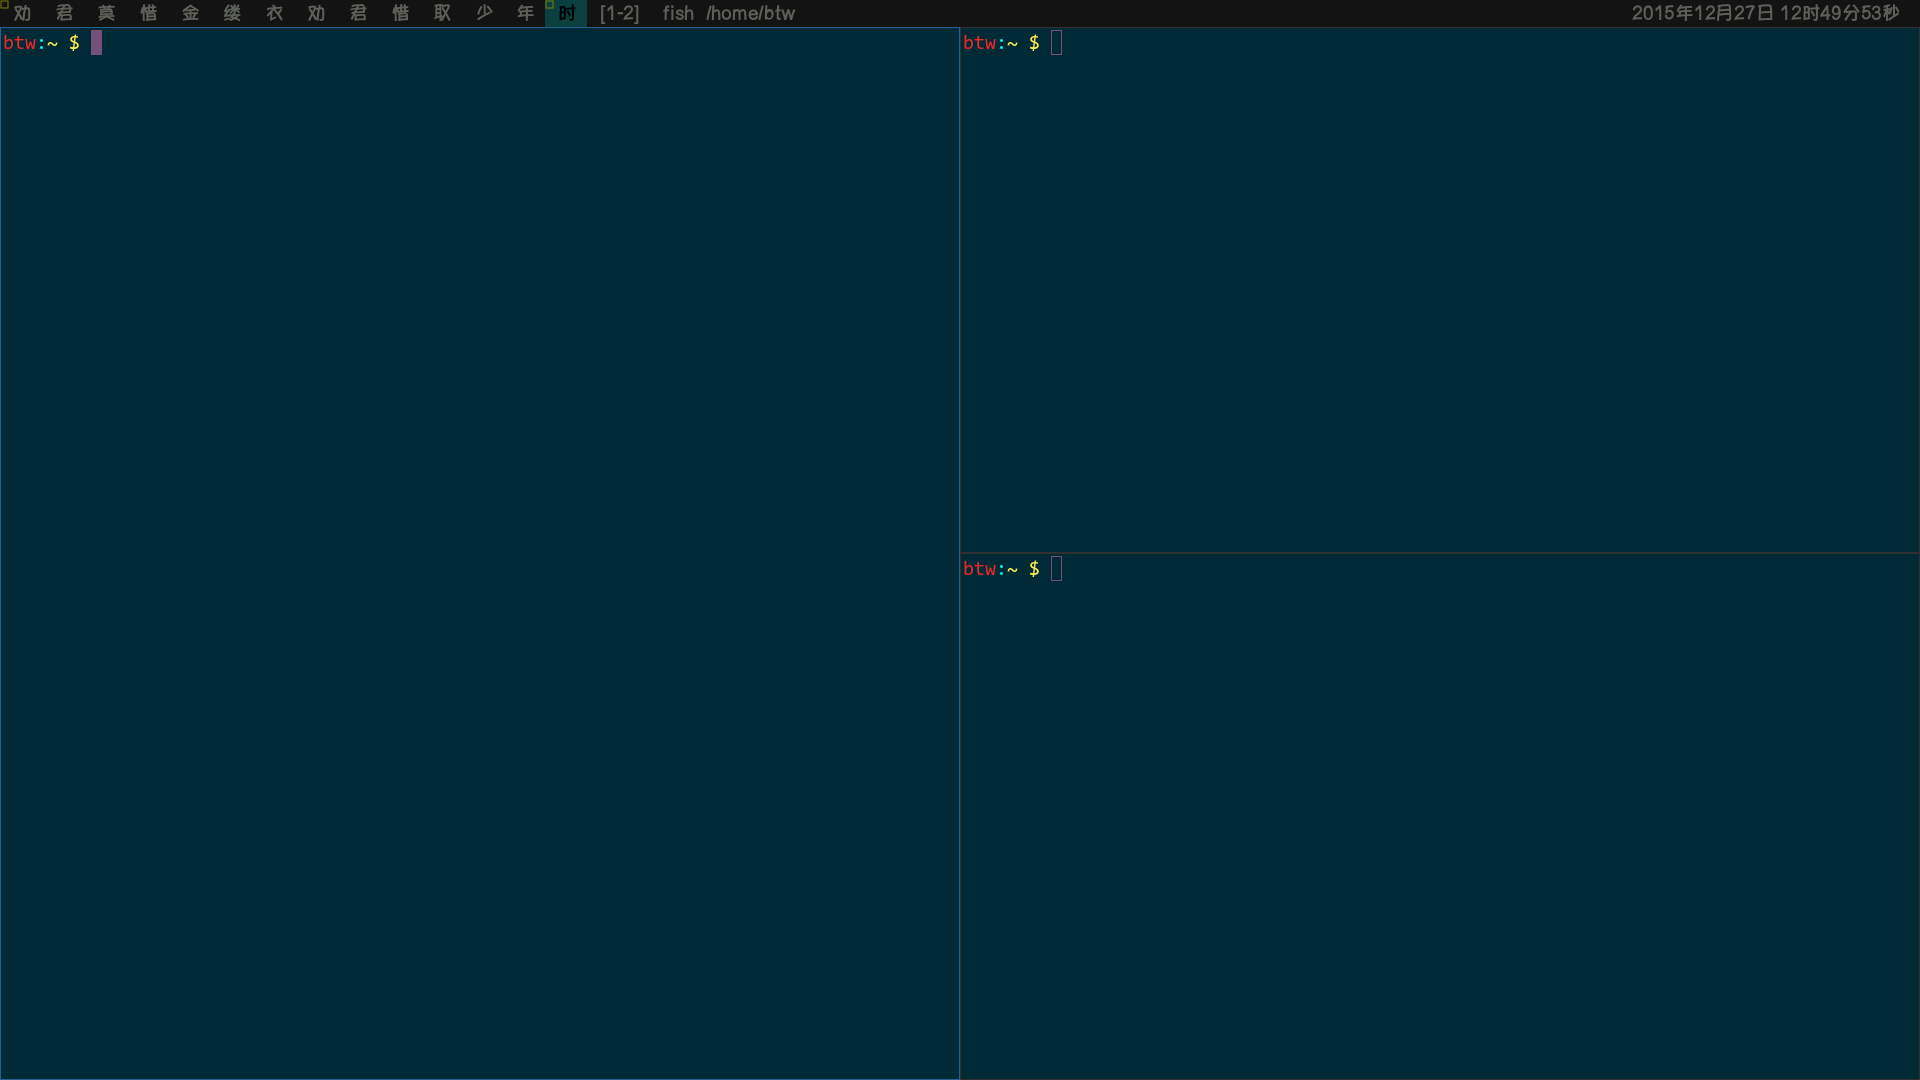 劝 君 莫 惜 金 缕 衣 劝 君 惜 取 少 年 时 [1-2] fish /home/btw 2015年12月27日 12时49分53秒
btw:~ $
btw:~ $
btw:~ $